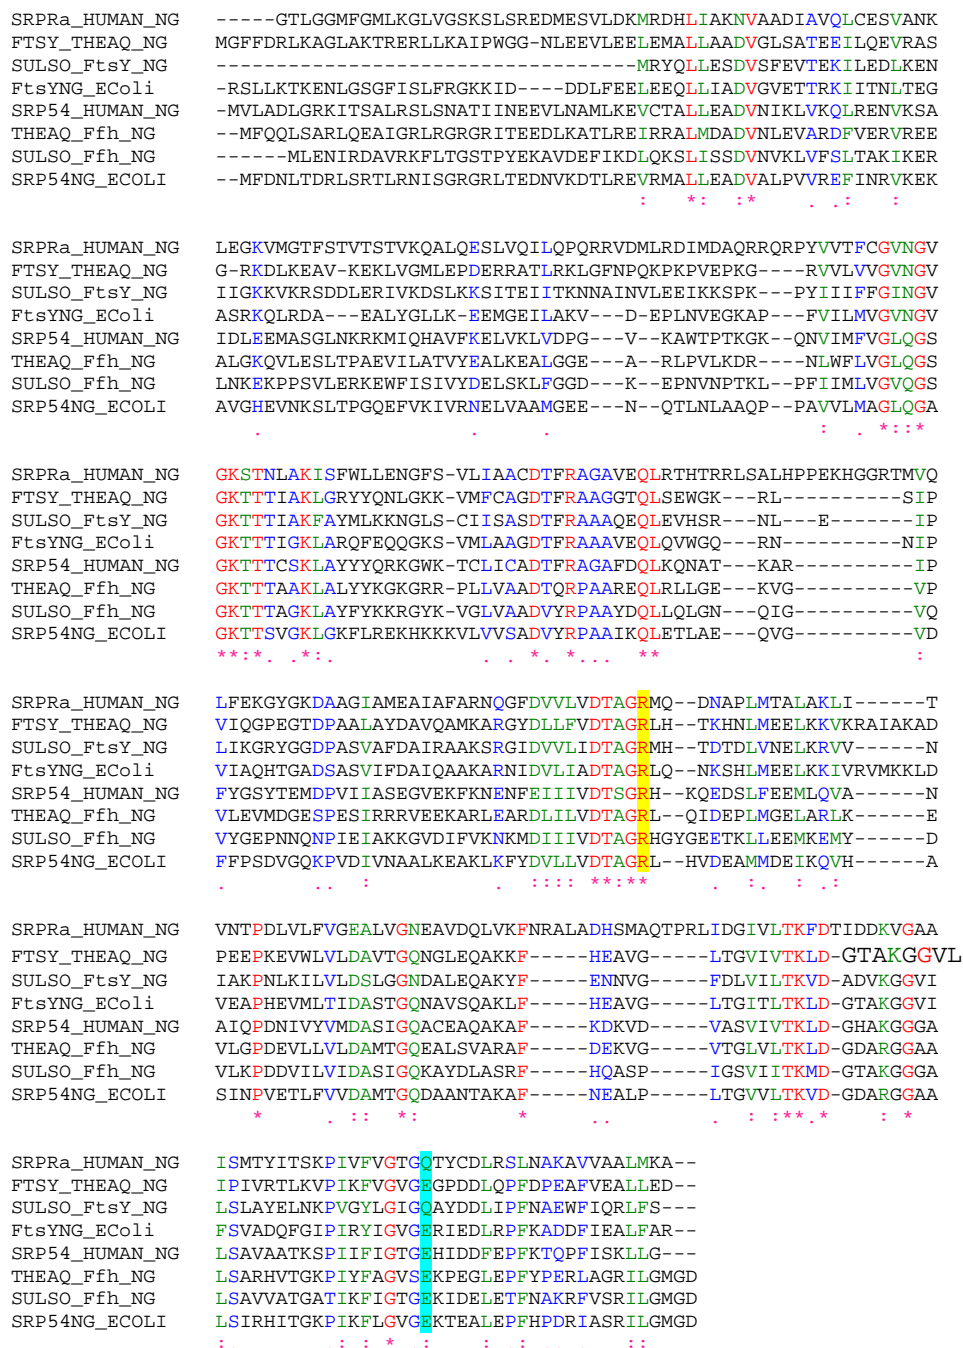 SRPRa_HUMAN_NG -----GTLGGMFGMLKGLVGSKSLSREDMESVLDKMRDHLIAKNVAADIAVQLCESVANK
FTSY_THEAQ_NG MGFFDRLKAGLAKTRERLLKAIPWGG-NLEEVLEELEMALLAADVGLSATEEILQEVRAS
SULSO_FtsY_NG -----------------------------------MRYQLLESDVSFEVTEKILEDLKEN
FtsYNG_EColi -RSLLKTKENLGSGFISLFRGKKID----DDLFEELEEQLLIADVGVETTRKIITNLTEG
SRP54_HUMAN_NG --MVLADLGRKITSALRSLSNATIINEEVLNAMLKEVCTALLEADVNIKLVKQLRENVKSA
THEAQ_Ffh_NG --MFQQLSARLQEAIGRLRGRGRITEEDLKATLREIRRALMDADVNLEVARDFVERVREE
SULSO_Ffh_NG ------MLENIRDAVRKFLTGSTPYEKAVDEFIKDLQKSLISSDVNVKLVFSLTAKIKER
SRP54NG_ECOLI --MFDNLTDRLSRTLRNISGRGRLTEDNVKDTLREVRMALLEADVALPVVREFINRVKEK
: *: :* . .: :
SRPRa_HUMAN_NG LEGKVMGTFSTVTSTVKQALQESLVQILQPQRRVDMLRDIMDAQRRQRPYVVTFCGVNGV
FTSY_THEAQ_NG G-RKDLKEAV-KEKLVGMLEPDERRATLRKLGFNPQKPKPVEPKG----RVVLVVGVNGV
SULSO_FtsY_NG IIGKKVKRSDDLERIVKDSLKKSITEIITKNNAINVLEEIKKSPK---PYIIIFFGINGV
FtsYNG_EColi ASRKQLRDA---EALYGLLK-EEMGEILAKV---D-EPLNVEGKAP---FVILMVGVNGV
SRP54_HUMAN_NG IDLEEMASGLNKRKMIQHAVFKELVKLVDPG---V---KAWTPTKGK--QNVIMFVGLQGS
THEAQ_Ffh_NG ALGKQVLESLTPAEVILATVYEALKEALGGE---A---RLPVLKDR---NLWFLVGLQGS
SULSO_Ffh_NG LNKEKPPSVLERKEWFISIVYDELSKLFGGD---K---EPNVNPTKL--PFIIMLVGVQGS
SRP54NG_ECOLI AVGHEVNKSLTPGQEFVKIVRNELVAAMGEE---N--QTLNLAAQP--PAVVLMAGLQGA
. . . : . *::*
SRPRa_HUMAN_NG GKSTNLAKISFWLLENGFS-VLIAACDTFRAGAVEQLRTHTRRLSALHPPEKHGGRTMVQ
FTSY_THEAQ_NG GKTTTIAKLGRYYQNLGKK-VMFCAGDTFRAAGGTQLSEWGK---RL----------SIP
SULSO_FtsY_NG GKTTTIAKFAYMLKKNGLS-CIISASDTFRAAAQEQLEVHSR---NL---E-------IP
FtsYNG_EColi GKTTTIGKLARQFEQQGKS-VMLAAGDTFRAAAVEQLQVWGQ---RN----------NIP
SRP54_HUMAN_NG GKTTTCSKLAYYYQRKGWK-TCLICADTFRAGAFDQLKQNAT---KAR----------IP
THEAQ_Ffh_NG GKTTTAAKLALYYKGKGRR-PLLVAADTQRPAAREQLRLLGE---KVG----------VP
SULSO_Ffh_NG GKTTTAGKLAYFYKKRGYK-VGLVAADVYRPAAYDQLLQLGN---QIG----------VQ
SRP54NG_ECOLI GKTTSVGKLGKFLREKHKKKVLVVSADVYRPAAIKQLETLAE---QVG----------VD
**:*. .*:. . . *. *... ** :
SRPRa_HUMAN_NG LFEKGYGKDAAGIAMEAIAFARNQGFDVVLVDTAGRMQ--DNAPLMTALAKLI------T
FTSY_THEAQ_NG VIQGPEGTDPAALAYDAVQAMKARGYDLLFVDTAGRLH--TKHNLMEELKKVKRAIAKAD
SULSO_FtsY_NG LIKGRYGGDPASVAFDAIRAAKSRGIDVVLIDTAGRMH--TDTDLVNELKRVV------N
FtsYNG_EColi VIAQHTGADSASVIFDAIQAAKARNIDVLIADTAGRLQ--NKSHLMEELKKIVRVMKKLD
SRP54_HUMAN_NG FYGSYTEMDPVIIASEGVEKFKNENFEIIIVDTSGRH--KQEDSLFEEMLQVA------N
THEAQ_Ffh_NG VLEVMDGESPESIRRRVEEKARLEARDLILVDTAGRL--QIDEPLMGELARLK------E
SULSO_Ffh_NG VYGEPNNQNPIEIAKKGVDIFVKNKMDIIIVDTAGRHGYGEETKLLEEMKEMY------D
SRP54NG_ECOLI FFPSDVGQKPVDIVNAALKEAKLKFYDVLLVDTAGRL--HVDEAMMDEIKQVH------A
. .. : . :::: **:** . :. : .:
SRPRa_HUMAN_NG VNTPDLVLFVGEALVGNEAVDQLVKFNRALADHSMAQTPRLIDGIVLTKFDTIDDKVGAA
FTSY_THEAQ_NG PEEPKEVWLVLDAVTGQNGLEQAKKF-----HEAVG-----LTGVIVTKLD-GTAKGGVL
SULSO_FtsY_NG IAKPNLKILVLDSLGGNDALEQAKYF-----ENNVG-----FDLVILTKVD-ADVKGGVI
FtsYNG_EColi VEAPHEVMLTIDASTGQNAVSQAKLF-----HEAVG-----LTGITLTKLD-GTAKGGVI
SRP54_HUMAN_NG AIQPDNIVYVMDASIGQACEAQAKAF-----KDKVD-----VASVIVTKLD-GHAKGGGA
THEAQ_Ffh_NG VLGPDEVLLVLDAMTGQEALSVARAF-----DEKVG-----VTGLVLTKLD-GDARGGAA
SULSO_Ffh_NG VLKPDDVILVIDASIGQKAYDLASRF-----HQASP-----IGSVIITKMD-GTAKGGGA
SRP54NG_ECOLI SINPVETLFVVDAMTGQDAANTAKAF-----NEALP-----LTGVVLTKVD-GDARGGAA
* . :: *: * .. . : :** * : *
SRPRa_HUMAN_NG ISMTYITSKPIVFVGTGQTYCDLRSLNAKAVVAALMKA--
FTSY_THEAQ_NG IPIVRTLKVPIKFVGVGEGPDDLQPFDPEAFVEALLED--
SULSO_FtsY_NG LSLAYELNKPVGYLGIGQAYDDLIPFNAEWFIQRLFS---
FtsYNG_EColi FSVADQFGIPIRYIGVGERIEDLRPFKADDFIEALFAR--
SRP54_HUMAN_NG LSAVAATKSPIIFIGTGEHIDDFEPFKTQPFISKLLG---
THEAQ_Ffh_NG LSARHVTGKPIYFAGVSEKPEGLEPFYPERLAGRILGMGD
SULSO_Ffh_NG LSAVVATGATIKFIGTGEKIDELETFNAKRFVSRILGMGD
SRP54NG_ECOLI LSIRHITGKPIKFLGVGEKTEALEPFHPDRIASRILGMGD
: : : * . : : : . ::